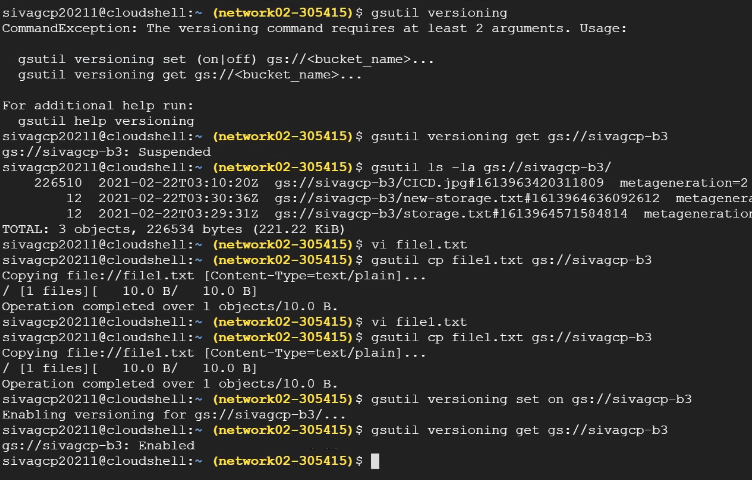 sivagcp20211@cloudshell:~ (network02-305415)$ gsutil versioning
CommandException: The versioning command requires at least 2 arguments. Usage:
gsutil versioning set (on|off) gs://<bucket_name>...
gsutil versioning get gs://<bucket_name>...
For additional help run:
gsutil help versioning
sivagcp20211@cloudshell:~ (network02-305415)$ gsutil versioning get gs://sivagcp-b3
gs://sivagcp-b3: Suspended
sivagcp20211@cloudshell:~ (network02-305415)$ gsutil ls -la gs://sivagcp-b3/
226510 2021-02-22T03:10:20Z gs://sivagcp-b3/CICD.jpg#1613963420311809 metageneration=2
12 2021-02-22T03:30:36Z gs://sivagcp-b3/new-storage.txt#1613964636092612 metagenera
12 2021-02-22T03:29:31Z gs://sivagcp-b3/storage.txt#1613964571584814 metageneration
TOTAL: 3 objects, 226534 bytes (221.22 KiB)
sivagcp20211@cloudshell:~ (network02-305415)$ vi file1.txt
sivagcp20211@cloudshell:~ (network02-305415)$ gsutil cp file1.txt gs://sivagcp-b3
Copying file://file1.txt [Content-Type=text/plain]...
/ [1 files][ 10.0 B/ 10.0 B]
Operation completed over 1 objects/10.0 B.
sivagcp20211@cloudshell:~ (network02-305415)$ vi file1.txt
sivagcp20211@cloudshell:~ (network02-305415)$ gsutil cp file1.txt gs://sivagcp-b3
Copying file://file1.txt [Content-Type=text/plain]...
/ [1 files][ 10.0 B/ 10.0 B]
Operation completed over 1 objects/10.0 B.
sivagcp20211@cloudshell:~ (network02-305415)$ gsutil versioning set on gs://sivagcp-b3
Enabling versioning for gs://sivagcp-b3/...
sivagcp20211@cloudshell:~ (network02-305415)$ gsutil versioning get gs://sivagcp-b3
gs://sivagcp-b3: Enabled
sivagcp20211@cloudshell:~ (network02-305415)$